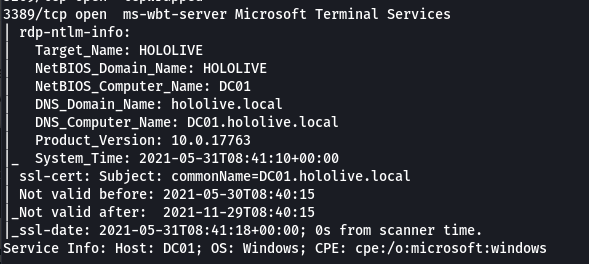 3389/tcp open  ms-wbt-server Microsoft Terminal Services
| rdp-ntlm-info:
|   Target_Name: HOLOLIVE
|   NetBIOS_Domain_Name: HOLOLIVE
|   NetBIOS_Computer_Name: DC01
|   DNS_Domain_Name: hololive.local
|   DNS_Computer_Name: DC01.hololive.local
|   Product_Version: 10.0.17763
|_  System_Time: 2021-05-31T08:41:10+00:00
| ssl-cert: Subject: commonName=DC01.hololive.local
| Not valid before: 2021-05-30T08:40:15
|_Not valid after:  2021-11-29T08:40:15
|_ssl-date: 2021-05-31T08:41:18+00:00; 0s from scanner time.
Service Info: Host: DC01; OS: Windows; CPE: cpe:/o:microsoft:windows